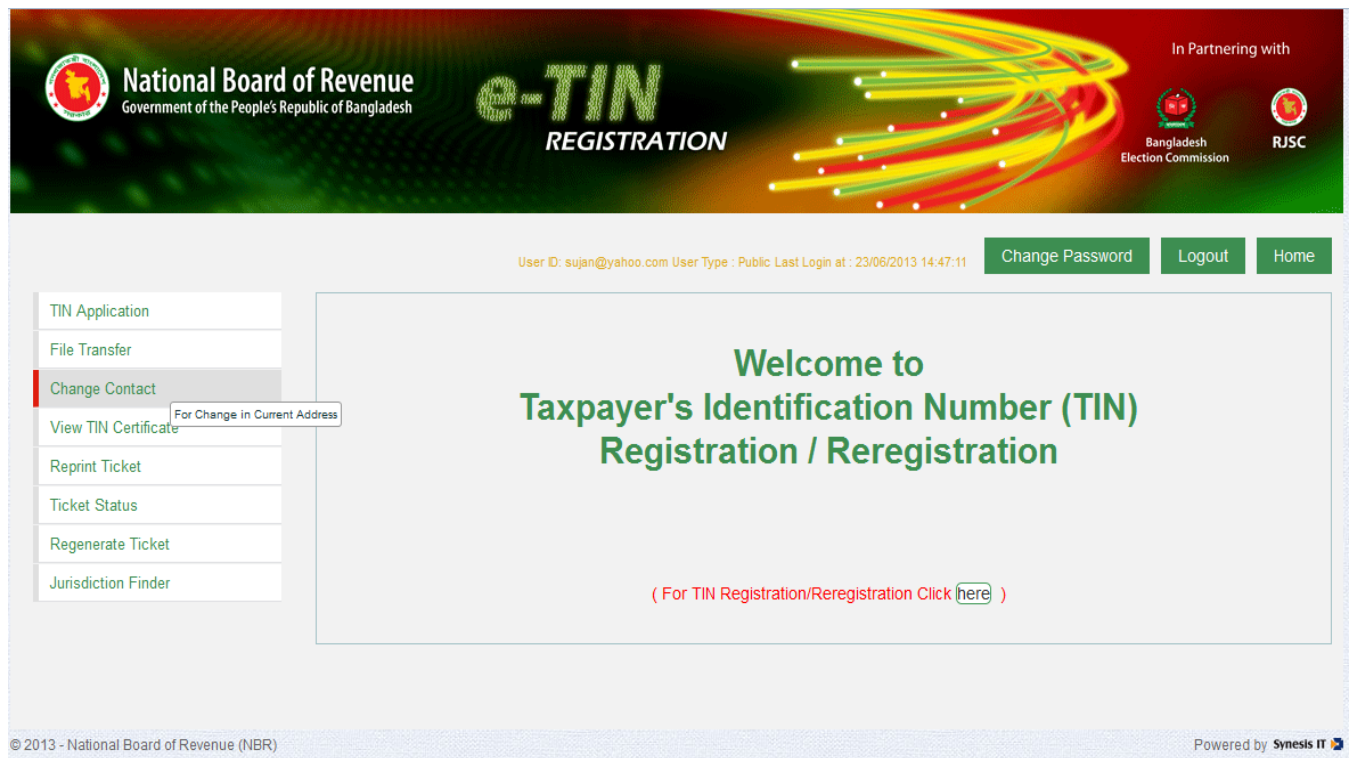 National Board of Revenue
Government of the People's Republic of Bangladesh
e-TIN
REGISTRATION
In Partnering with
Bangladesh
Election Commission
RJSC
User ID: sujan@yahoo.com User Type : Public Last Login at : 23/06/2013 14:47:11
Change Password
Logout
Home
TIN Application
File Transfer
Change Contact
For Change in Current Address
View TIN Certificate
Reprint Ticket
Ticket Status
Regenerate Ticket
Jurisdiction Finder
Welcome to
Taxpayer's Identification Number (TIN)
Registration / Reregistration
( For TIN Registration/Reregistration Click here )
© 2013 - National Board of Revenue (NBR)
Powered by Synesis IT